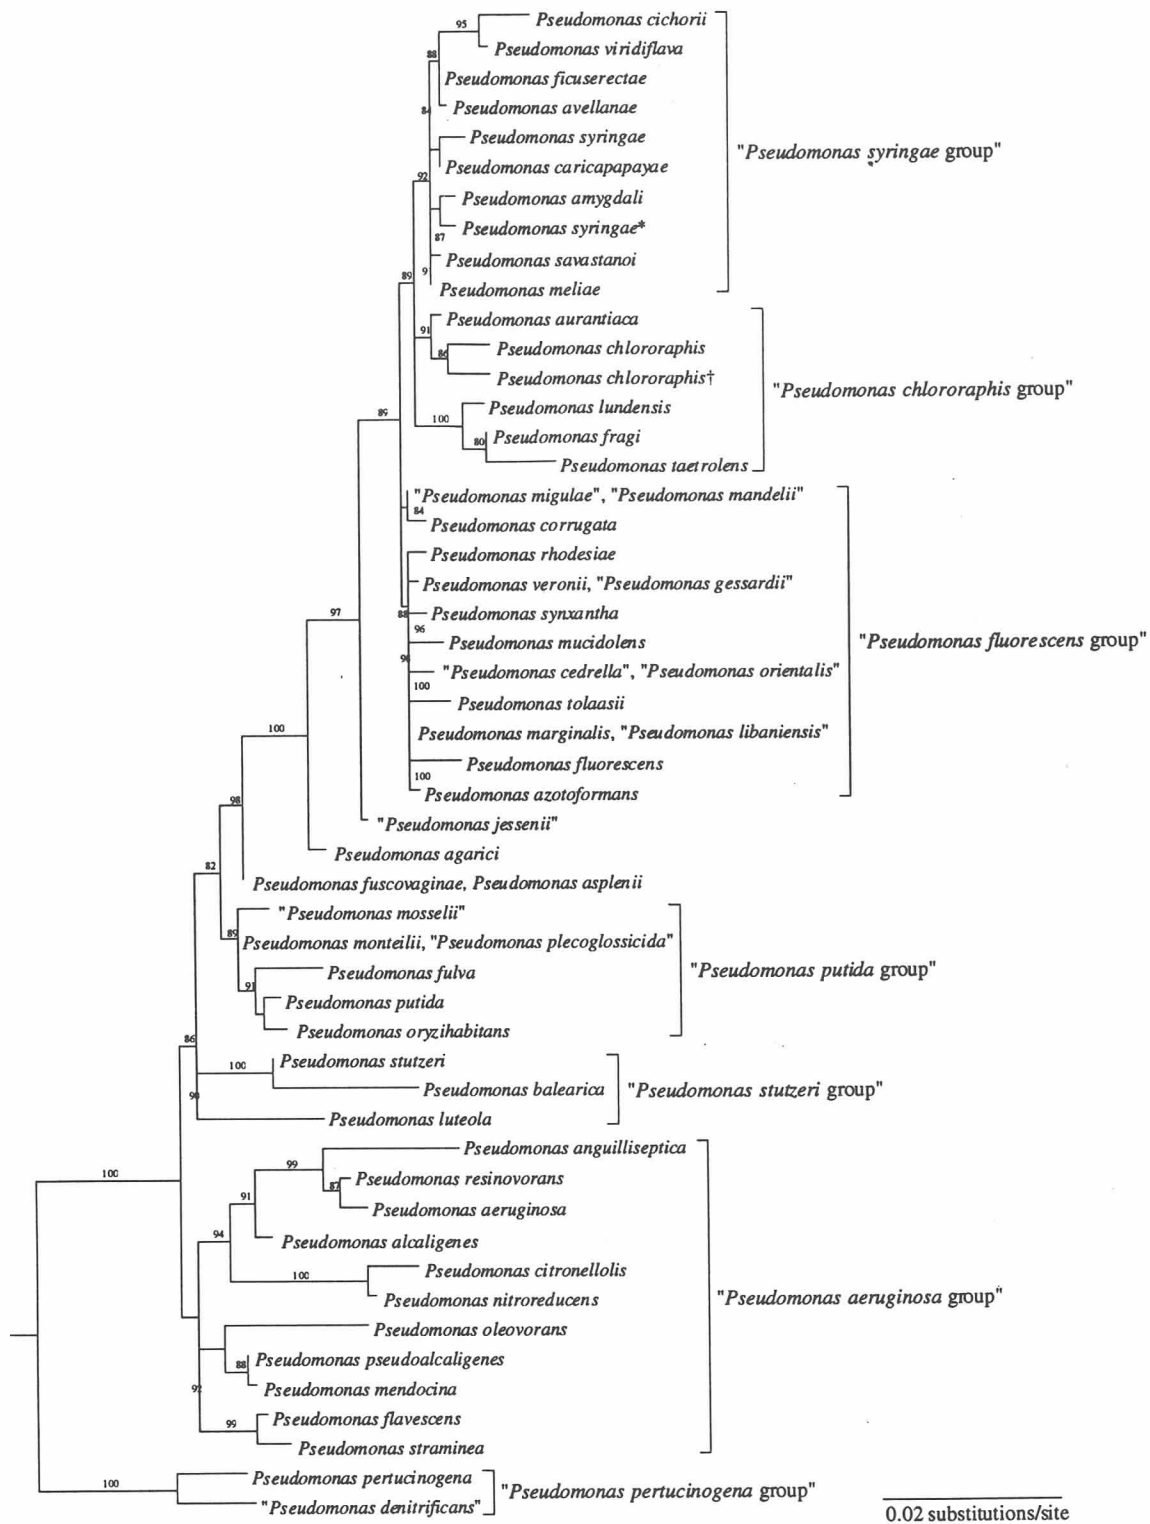 95
Pseudomonas cichorii
Pseudomonas viridiflava
88
Pseudomonas ficuserectae
84
Pseudomonas avellanae
Pseudomonas syringae
"Pseudomonas syringae group"
Pseudomonas caricapapayae
92
Pseudomonas amygdali
Pseudomonas syringae*
87
Pseudomonas savastanoi
9
89
Pseudomonas meliae
Pseudomonas aurantiaca
91
Pseudomonas chlororaphis
86
Pseudomonas chlororaphis†
"Pseudomonas chlororaphis group"
Pseudomonas lundensis
100
89
Pseudomonas fragi
80
Pseudomonas taetrolens
"Pseudomonas migulae", "Pseudomonas mandelii"
84
Pseudomonas corrugata
Pseudomonas rhodesiae
Pseudomonas veronii, "Pseudomonas gessardii"
97
88
Pseudomonas synxantha
96
Pseudomonas mucidolens
"Pseudomonas fluorescens group"
"Pseudomonas cedrella", "Pseudomonas orientalis"
100
Pseudomonas tolaasii
100
Pseudomonas marginalis, "Pseudomonas libaniensis"
Pseudomonas fluorescens
100
Pseudomonas azotoformans
98
"Pseudomonas jessenii"
Pseudomonas agarici
82
Pseudomonas fuscovaginae, Pseudomonas asplenii
"Pseudomonas mosselii"
89
Pseudomonas monteilii, "Pseudomonas plecoglossicida"
Pseudomonas fulva
"Pseudomonas putida group"
91
Pseudomonas putida
Pseudomonas oryzihabitans
86
Pseudomonas stutzeri
100
Pseudomonas balearica
"Pseudomonas stutzeri group"
Pseudomonas luteola
Pseudomonas anguilliseptica
99
100
Pseudomonas resinovorans
87
91
Pseudomonas aeruginosa
94
Pseudomonas alcaligenes
Pseudomonas citronellolis
100
Pseudomonas nitroreducens
"Pseudomonas aeruginosa group"
Pseudomonas oleovorans
Pseudomonas pseudoalcaligenes
88
92
Pseudomonas mendocina
Pseudomonas flavescens
99
Pseudomonas straminea
Pseudomonas pertucinogena
100
"Pseudomonas pertucinogena group"
"Pseudomonas denitrificans"
0.02 substitutions/site